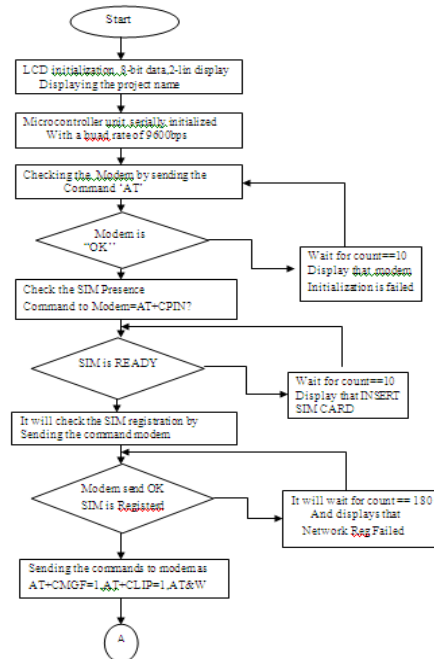 Start
LCD initialization, 8-bit data,2-lin display
Displaying the project name
Microcontroller unit serially initialized
With a buad rate of 9600bps
Checking the Modem by sending the
Command ‘AT’
Modem is
“OK”
Wait for count==10
Display that modem
Initialization is failed
Check the SIM Presence
Command to Modem=AT+CPIN?
SIM is READY
Wait for count==10
Display that INSERT
SIM CARD
It will check the SIM registration by
Sending the command modem
Modem send OK
SIM is Registerd
It will wait for count == 180
And displays that
Network Reg Failed
Sending the commands to modem as
AT+CMGF=1,AT+CLIP=1,AT&W
A